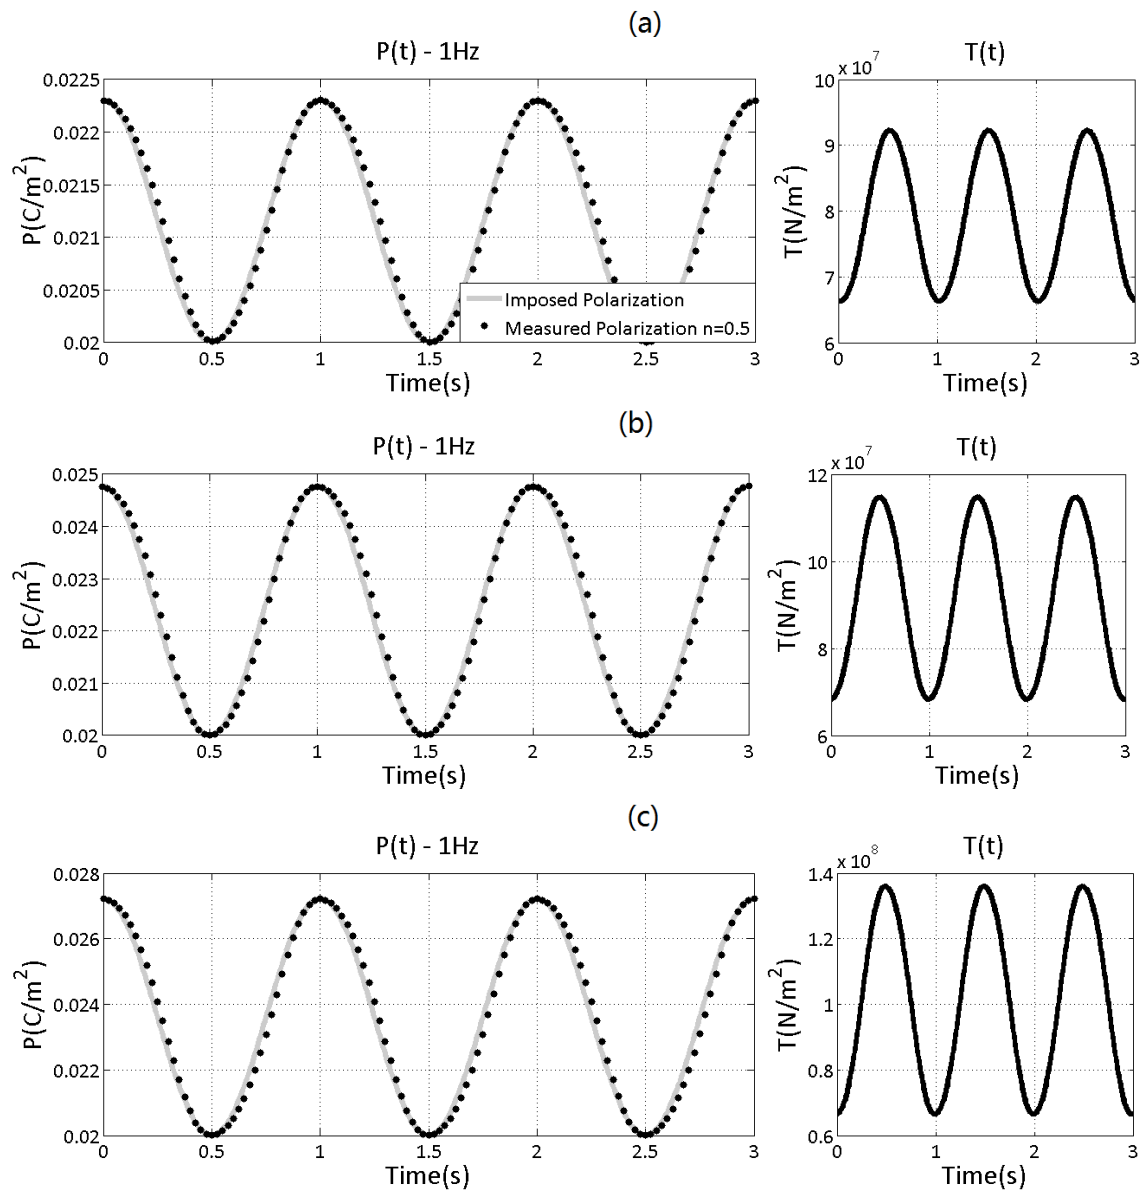 (a)
P(t) - 1Hz
T(t)
x 10^7
0.0225
0.022
0.0215
0.021
0.0205
0.02
P(C/m^2)
Imposed Polarization
Measured Polarization n=0.5
0 0.5 1 1.5 2 2.5 3
Time(s)
10
9
8
7
6
T(N/m^2)
0 1 2 3
Time(s)
(b)
P(t) - 1Hz
T(t)
x 10^7
0.025
0.024
0.023
0.022
0.021
0.02
P(C/m^2)
0 0.5 1 1.5 2 2.5 3
Time(s)
12
10
8
6
T(N/m^2)
0 1 2 3
Time(s)
(c)
P(t) - 1Hz
T(t)
x 10^8
0.028
0.026
0.024
0.022
0.02
P(C/m^2)
0 0.5 1 1.5 2 2.5 3
Time(s)
1.4
1.2
1
0.8
0.6
T(N/m^2)
0 1 2 3
Time(s)